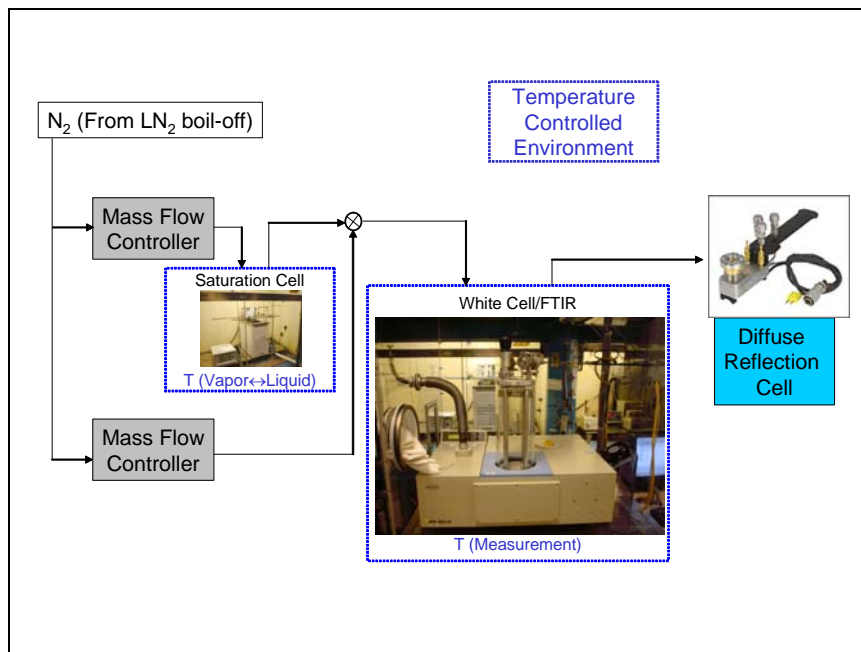 N₂ (From LN₂ boil-off)
Temperature
Controlled
Environment
Mass Flow
Controller
Saturation Cell
T (Vapor↔Liquid)
White Cell/FTIR
T (Measurement)
Diffuse
Reflection
Cell
Mass Flow
Controller